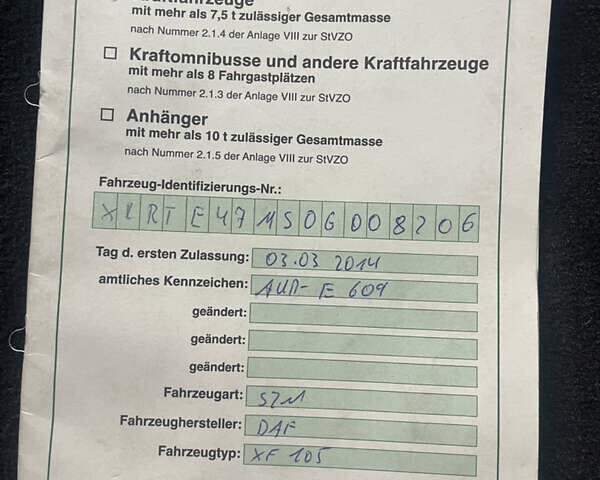 mit mehr als 7,5 t zulässiger Gesamtmasse
nach Nummer 2.1.4 der Anlage VIII zur StVZO
Kraftomnibusse und andere Kraftfahrzeuge
mit mehr als 8 Fahrgastplätzen
nach Nummer 2.1.3 der Anlage VIII zur StVZO
Anhänger
mit mehr als 10 t zulässiger Gesamtmasse
nach Nummer 2.1.5 der Anlage VIII zur StVZO
Fahrzeug-Identifizierungs-Nr.:
XLRTE47MS0G008206
Tag d. ersten Zulassung: 03.03 2014
amtliches Kennzeichen: AUR- E 609
geändert:
geändert:
geändert:
Fahrzeugart: SZM
Fahrzeughersteller: DAF
Fahrzeugtyp: XF 105